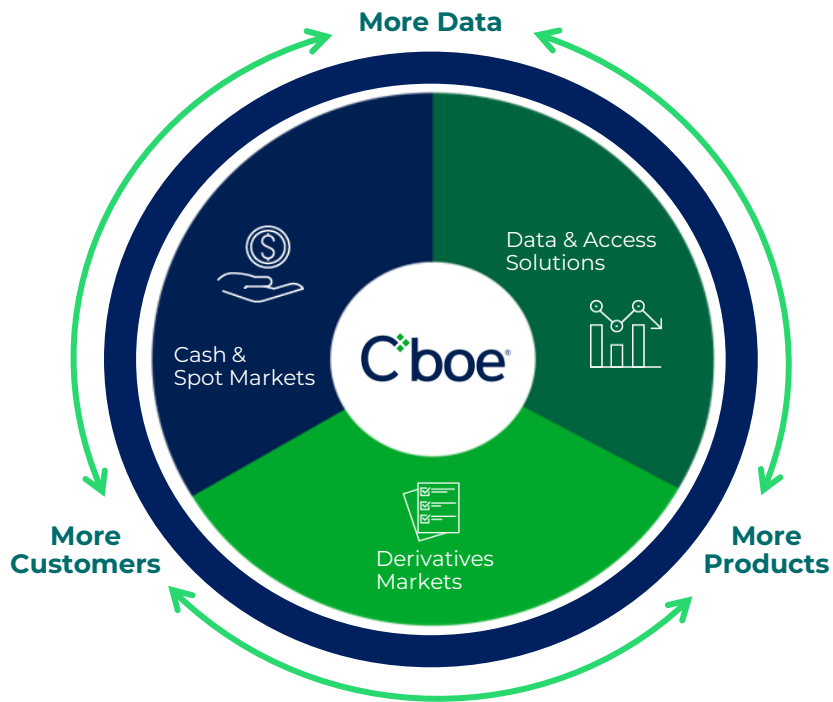 More Data
Data & Access
Solutions
Cash &
Spot Markets
Cboe®
Derivatives
Markets
More
Customers
More
Products